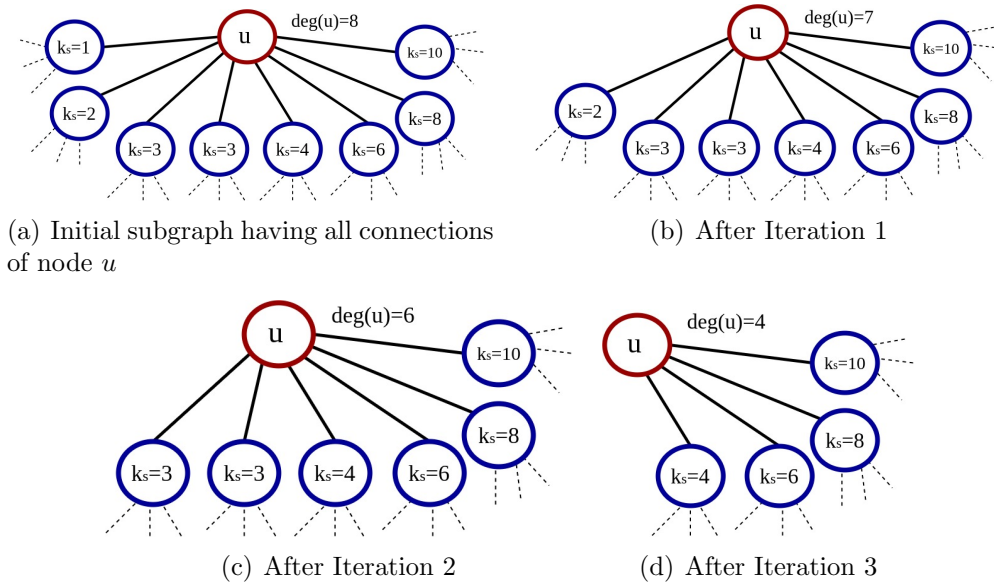 deg(u)=8
u
kₛ=1
kₛ=10
kₛ=2
kₛ=8
kₛ=3
kₛ=3
kₛ=4
kₛ=6
(a) Initial subgraph having all connections
of node u
deg(u)=7
u
kₛ=10
kₛ=2
kₛ=8
kₛ=3
kₛ=3
kₛ=4
kₛ=6
(b) After Iteration 1
deg(u)=6
u
kₛ=10
kₛ=8
kₛ=3
kₛ=3
kₛ=4
kₛ=6
(c) After Iteration 2
deg(u)=4
u
kₛ=10
kₛ=8
kₛ=4
kₛ=6
(d) After Iteration 3